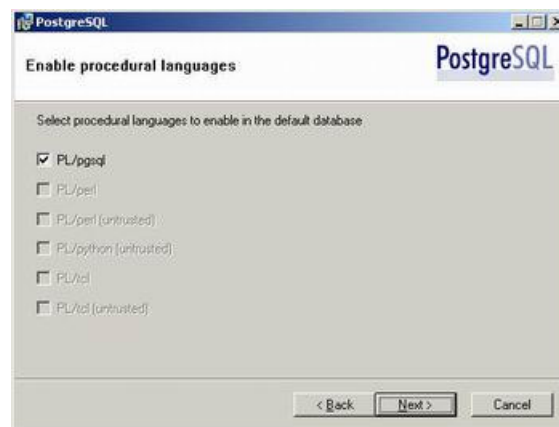 PostgreSQL
Enable procedural languages
PostgreSQL
Select procedural languages to enable in the default database
PL/pgsql
PL/perl
PL/perl (untrusted)
PL/python (untrusted)
PL/tcl
PL/tcl (untrusted)
< Back
Next >
Cancel